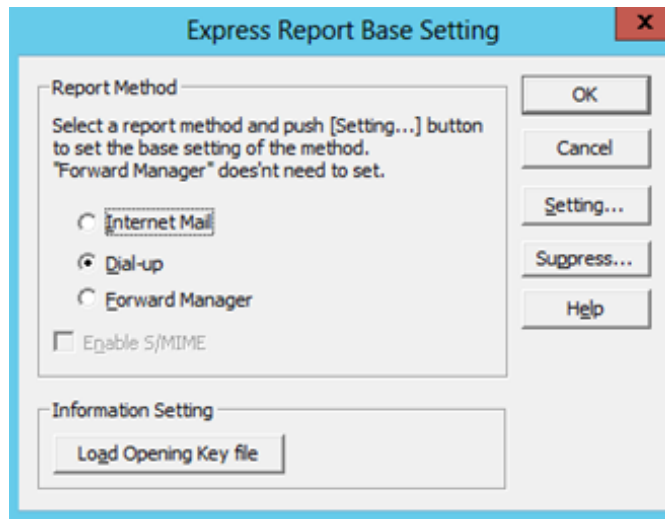 Express Report Base Setting
x
Report Method
Select a report method and push [Setting...] button
to set the base setting of the method.
"Forward Manager" does'nt need to set.
Internet Mail
Dial-up
Forward Manager
Enable S/MIME
OK
Cancel
Setting...
Suppress...
Help
Information Setting
Load Opening Key file